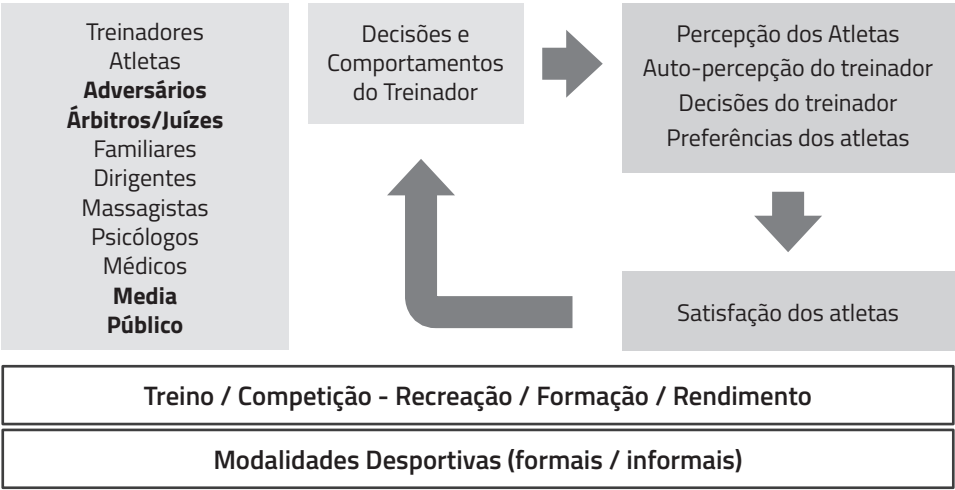 Treinadores
Atletas
Adversários
Árbitros/Juízes
Familiares
Dirigentes
Massagistas
Psicólogos
Médicos
Media
Público
Decisões e
Comportamentos
do Treinador
Percepção dos Atletas
Auto-percepção do treinador
Decisões do treinador
Preferências dos atletas
Satisfação dos atletas
Treino / Competição - Recreação / Formação / Rendimento
Modalidades Desportivas (formais / informais)